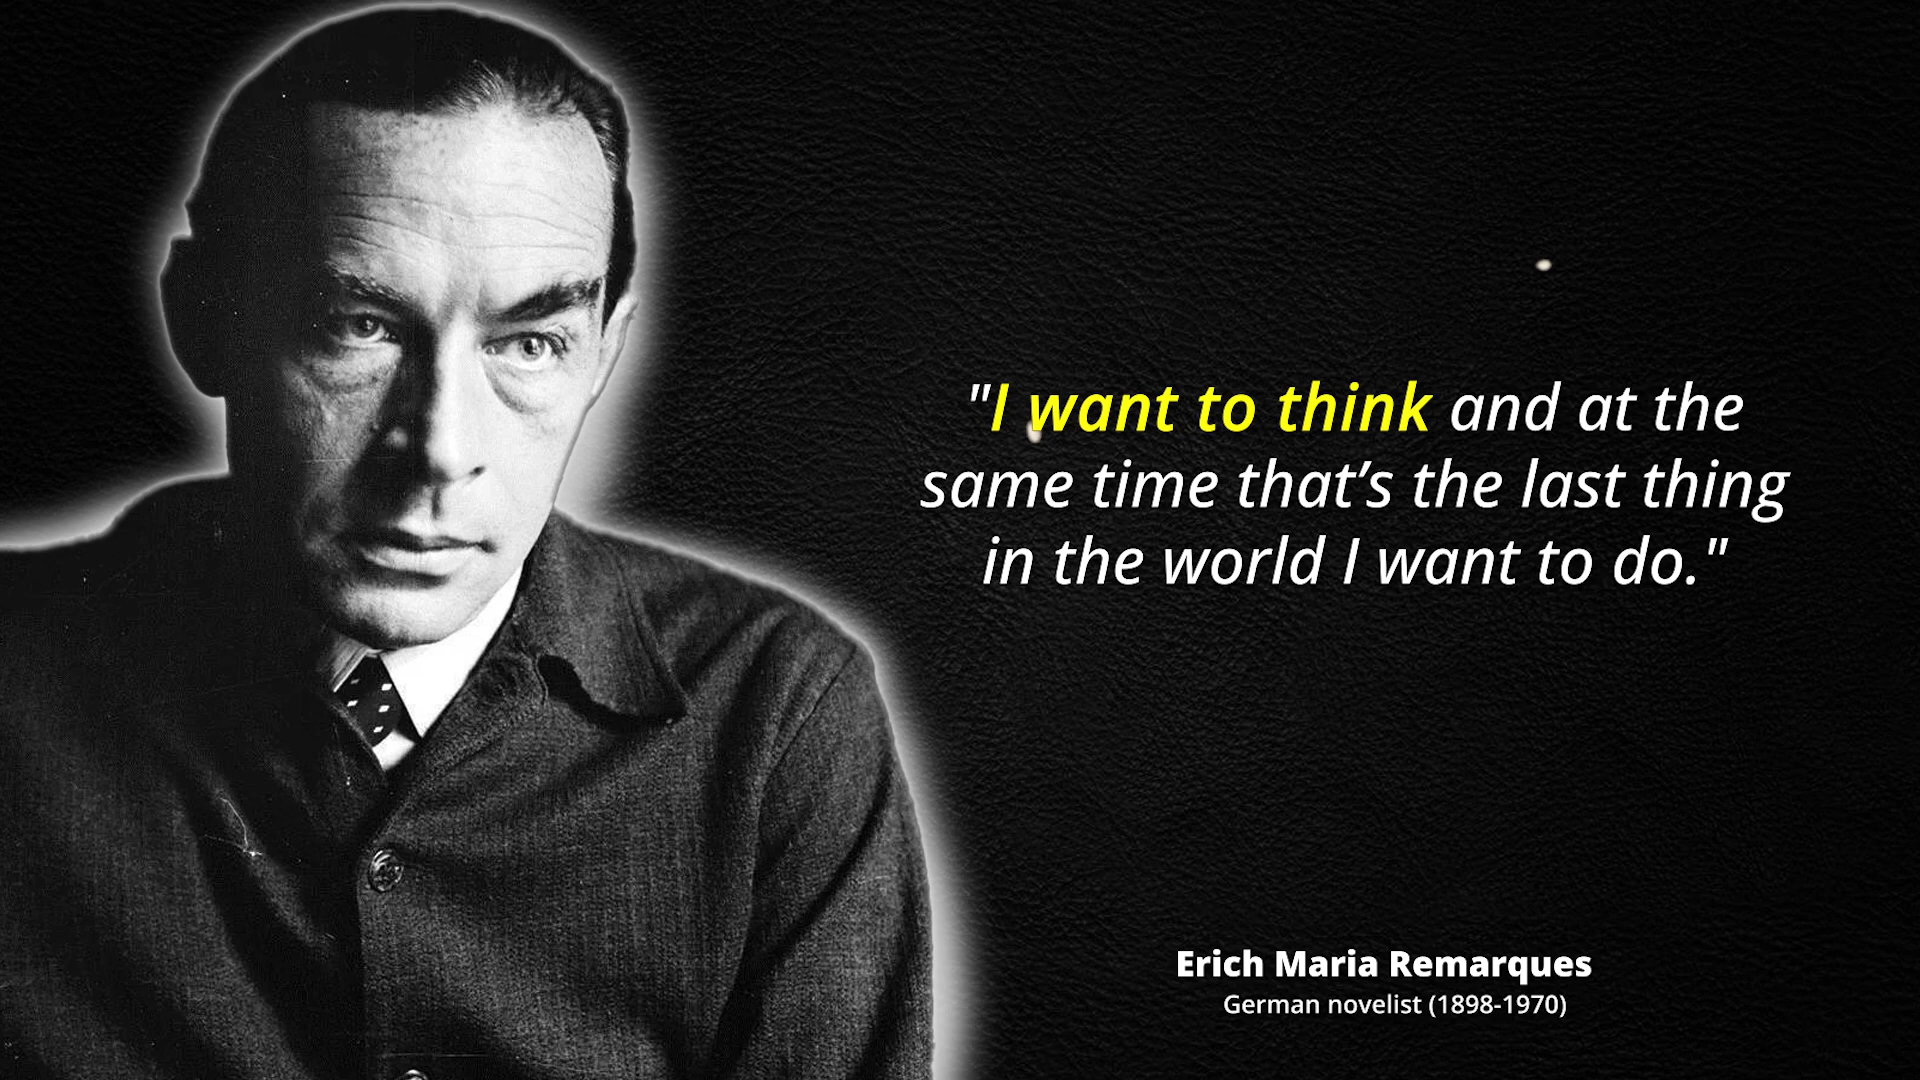 "I want to think and at the
same time that’s the last thing
in the world I want to do."
Erich Maria Remarques
German novelist (1898-1970)